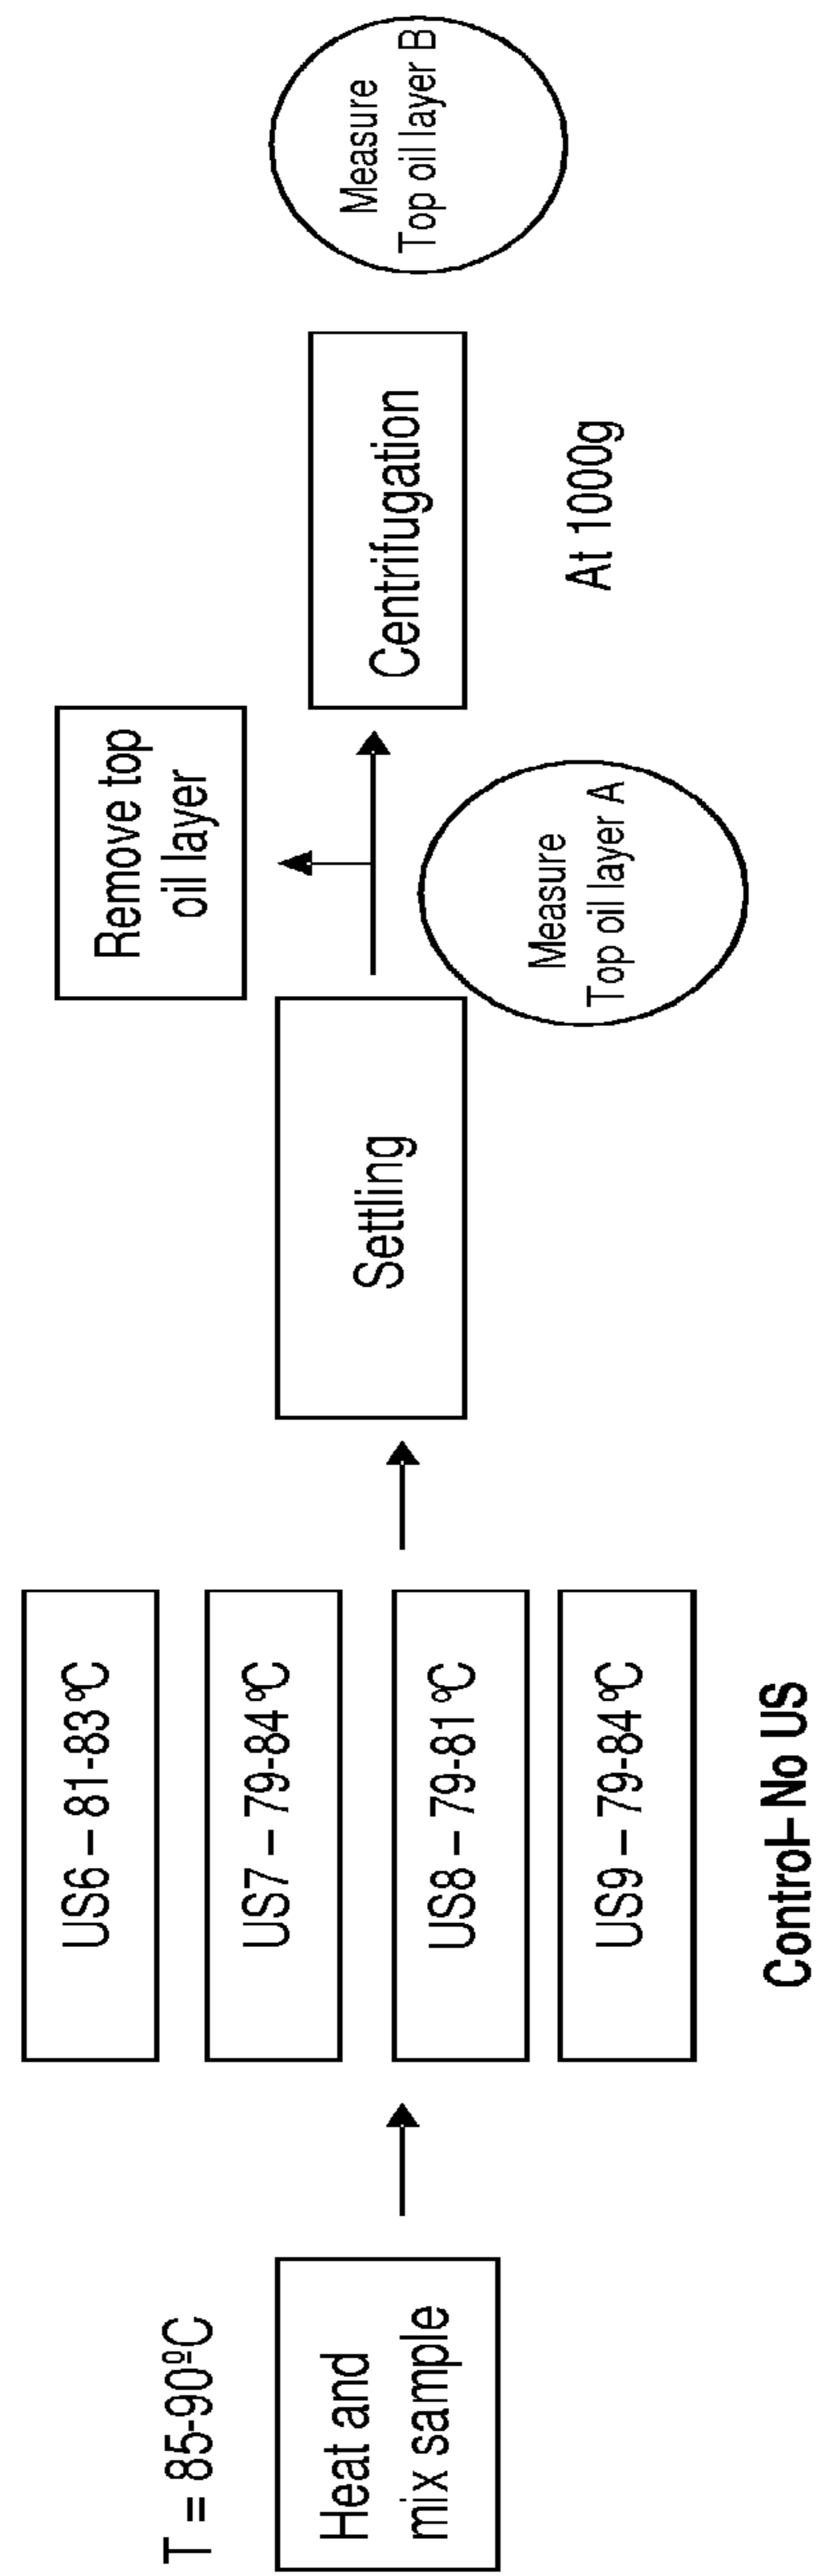 T = 85-90ºC
Heat and
mix sample
US6 – 81-83ºC
US7 – 79-84ºC
US8 – 79-81ºC
US9 – 79-84ºC
Control– No US
Settling
Remove top
oil layer
Measure
Top oil layer A
Centrifugation
At 1000g
Measure
Top oil layer B